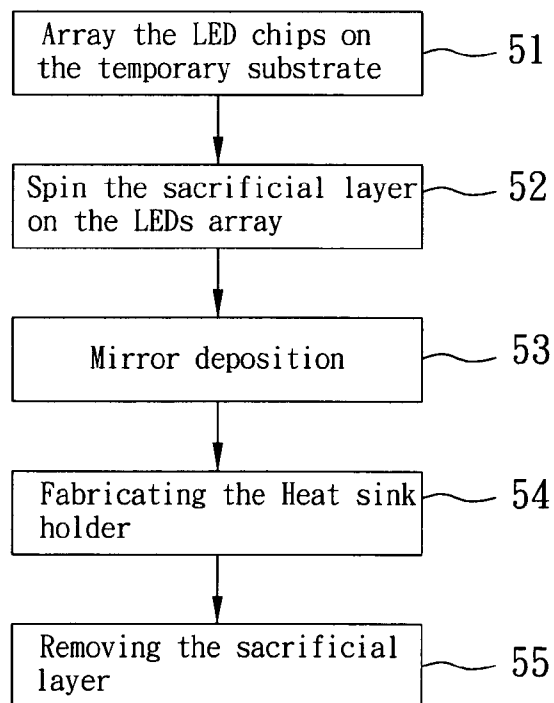 Array the LED chips on
the temporary substrate
51
Spin the sacrificial layer
on the LEDs array
52
Mirror deposition
53
Fabricating the Heat sink
holder
54
Removing the sacrificial
layer
55